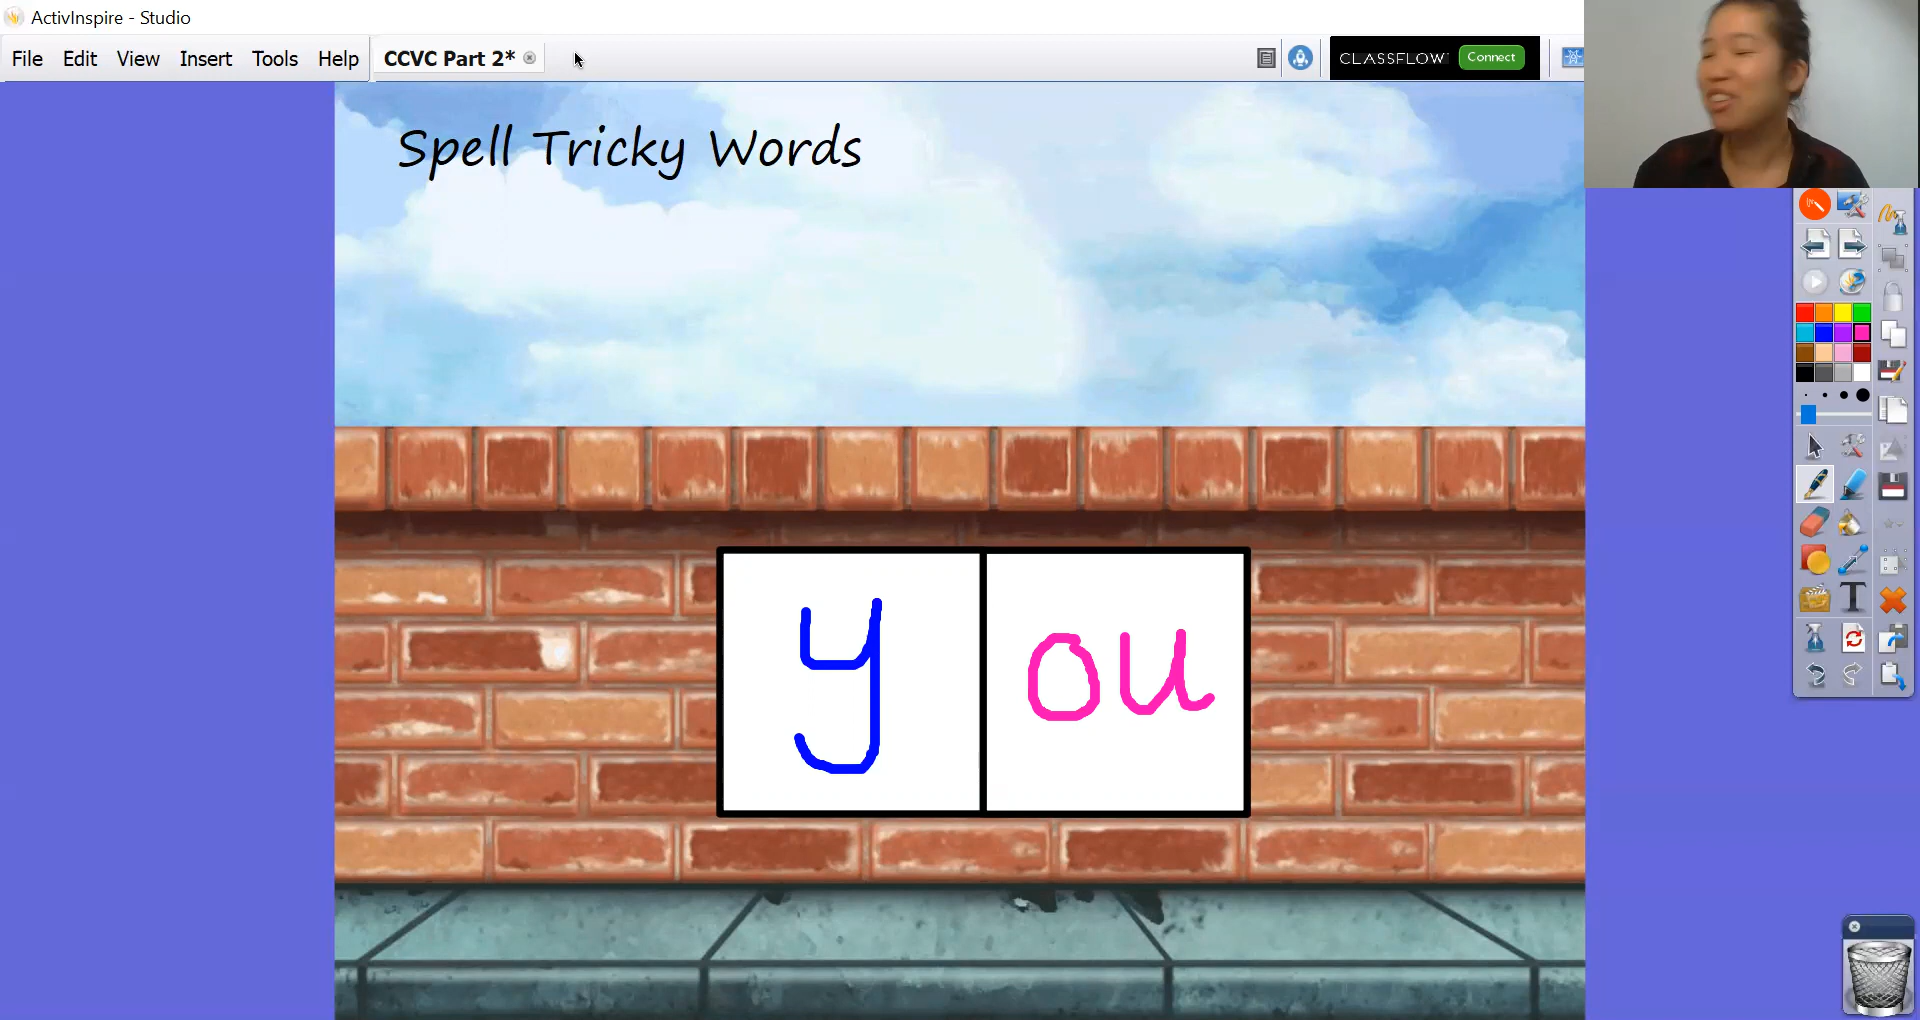 ActivInspire - Studio
File Edit View Insert Tools Help CCVC Part 2* CLASSFLOW Connect
Spell Tricky Words
y ou